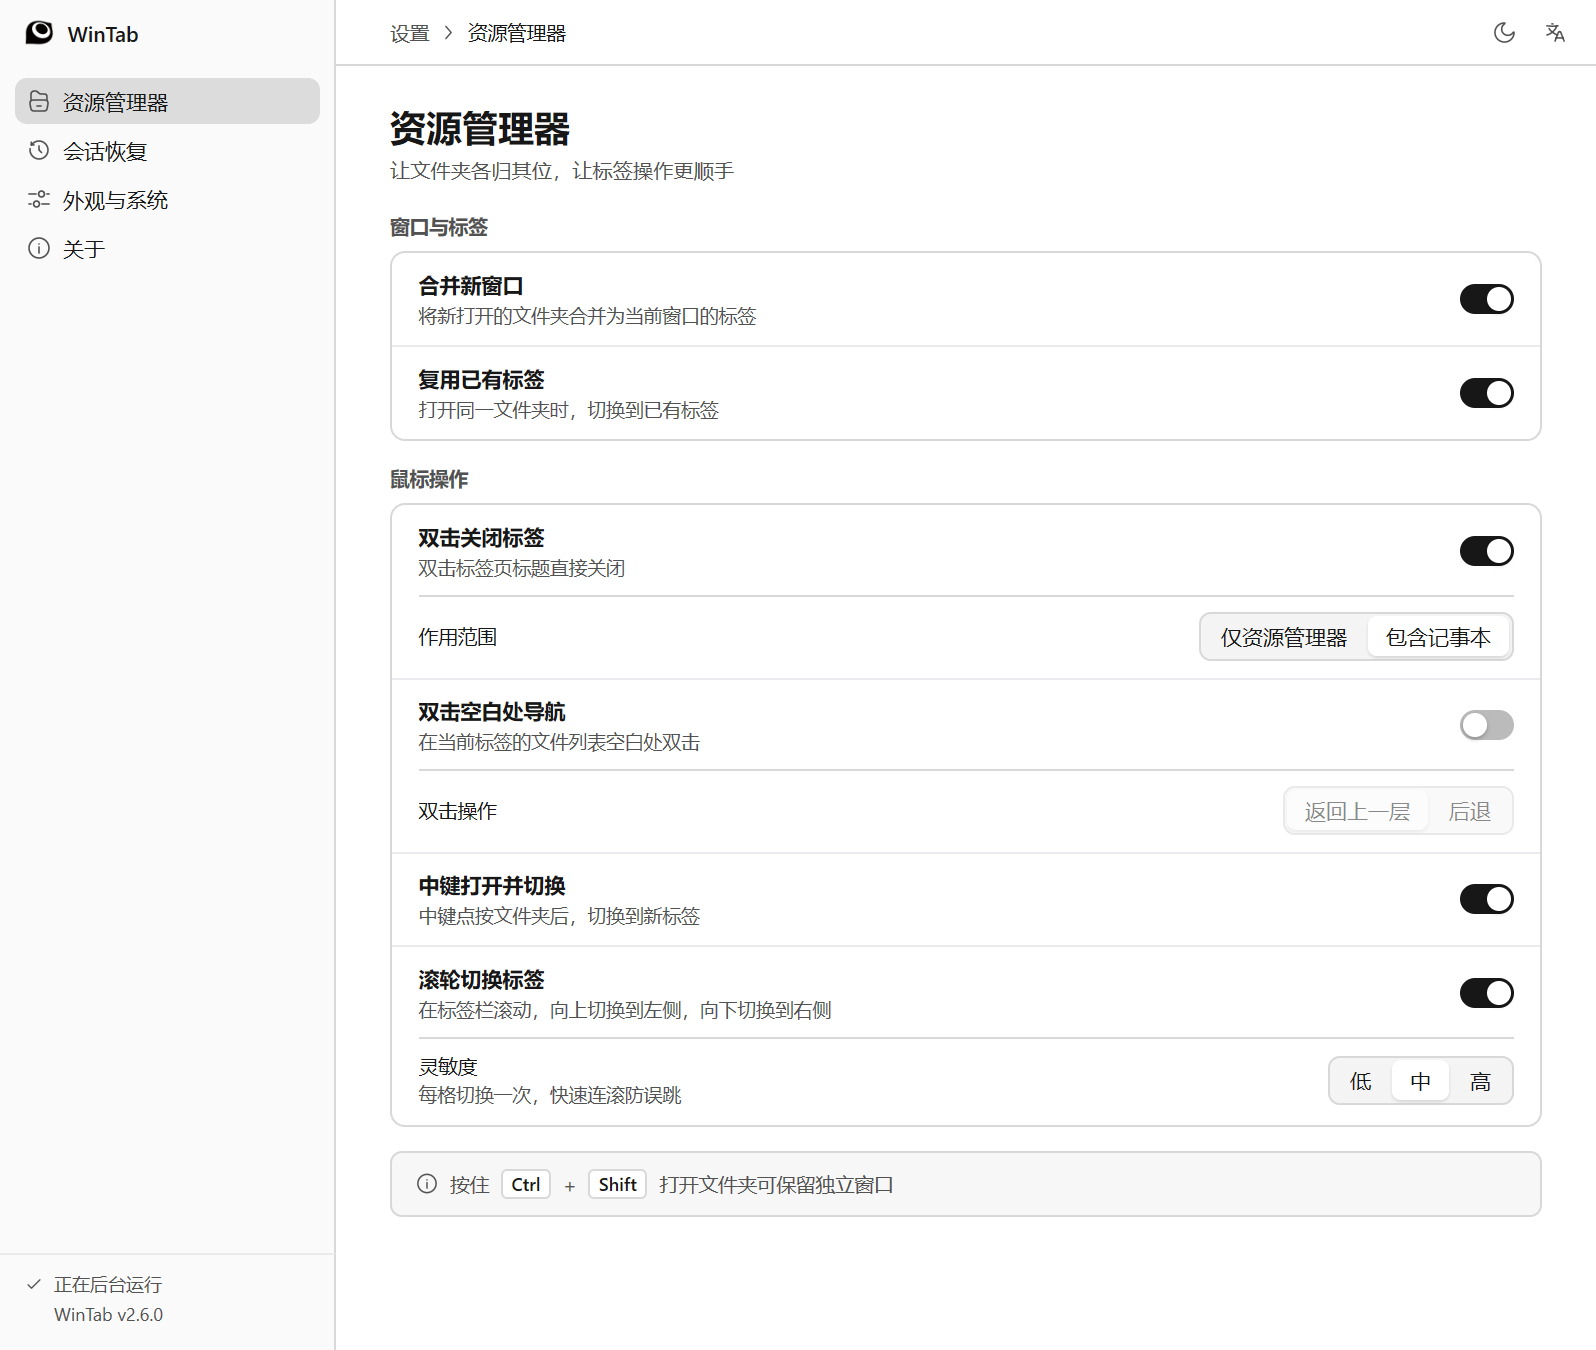 WinTab
资源管理器
会话恢复
外观与系统
关于
正在后台运行
WinTab v2.6.0
设置 > 资源管理器
资源管理器
让文件夹各归其位，让标签操作更顺手
窗口与标签
合并新窗口
将新打开的文件夹合并为当前窗口的标签
复用已有标签
打开同一文件夹时，切换到已有标签
鼠标操作
双击关闭标签
双击标签页标题直接关闭
作用范围 仅资源管理器 包含记事本
双击空白处导航
在当前标签的文件列表空白处双击
双击操作 返回上一层 后退
中键打开并切换
中键点按文件夹后，切换到新标签
滚轮切换标签
在标签栏滚动，向上切换到左侧，向下切换到右侧
灵敏度
每格切换一次，快速连滚防误跳
低 中 高
按住 Ctrl + Shift 打开文件夹可保留独立窗口